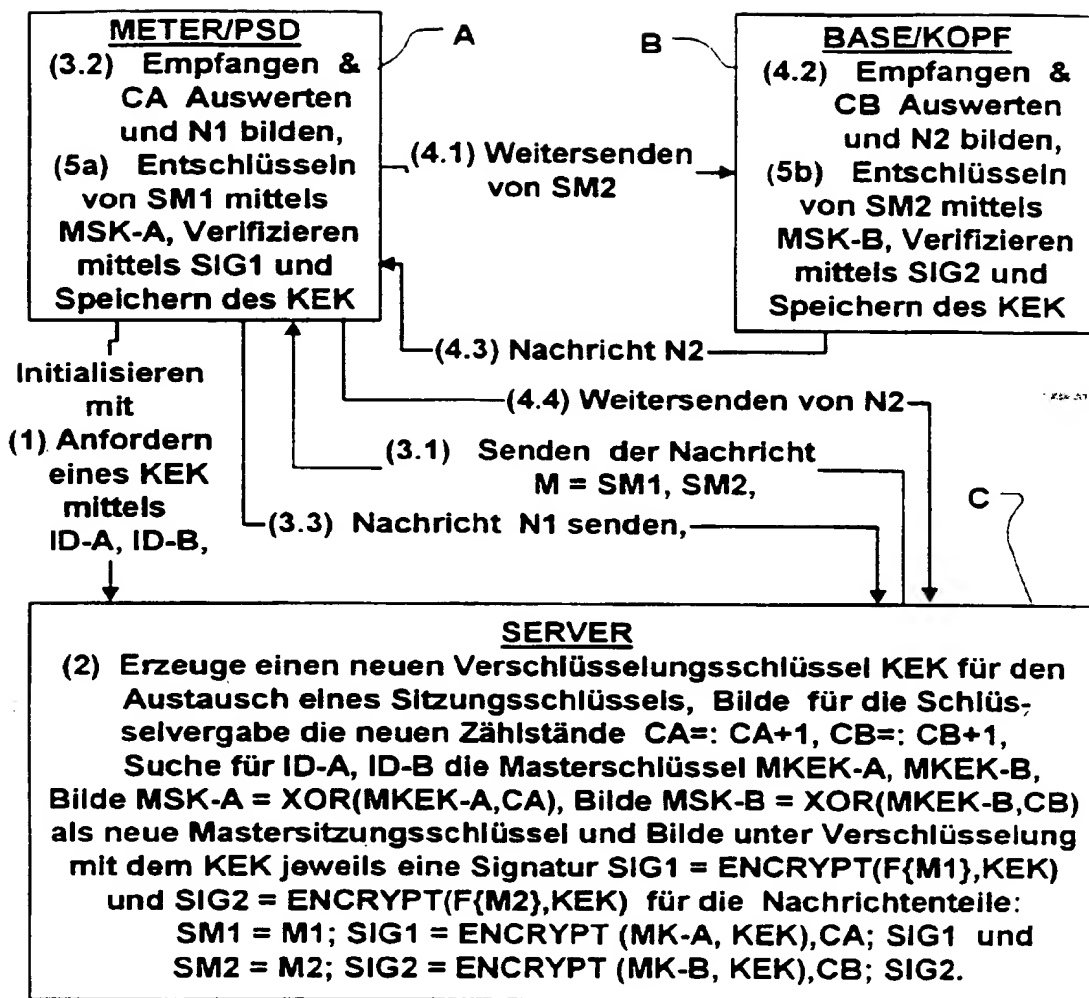 METER/PSD
(3.2) Empfangen &
CA Auswerten
und N1 bilden,
(5a) Entschlüsseln
von SM1 mittels
MSK-A, Verifizieren
mittels SIG1 und
Speichern des KEK
A
B
BASE/KOPF
(4.2) Empfangen &
CB Auswerten
und N2 bilden,
(5b) Entschlüsseln
von SM2 mittels
MSK-B, Verifizieren
mittels SIG2 und
Speichern des KEK
(4.1) Weitersenden
von SM2
(4.3) Nachricht N2
(4.4) Weitersenden von N2
Initialisieren
mit
(1) Anfordern
eines KEK
mittels
ID-A, ID-B,
(3.1) Senden der Nachricht
M = SM1, SM2,
(3.3) Nachricht N1 senden,
C
SERVER
(2) Erzeuge einen neuen Verschlüsselungsschlüssel KEK für den
Austausch eines Sitzungsschlüssels, Bilde für die Schlüs-
selvergabe die neuen Zählstände CA=: CA+1, CB=: CB+1,
Suche für ID-A, ID-B die Masterschlüssel MKEK-A, MKEK-B,
Bilde MSK-A = XOR(MKEK-A,CA), Bilde MSK-B = XOR(MKEK-B,CB)
als neue Mastersitzungsschlüssel und Bilde unter Verschlüsselung
mit dem KEK jeweils eine Signatur SIG1 = ENCRYPT(F{M1},KEK)
und SIG2 = ENCRYPT(F{M2},KEK) für die Nachrichtenteile:
SM1 = M1; SIG1 = ENCRYPT (MK-A, KEK),CA; SIG1 und
SM2 = M2; SIG2 = ENCRYPT (MK-B, KEK),CB; SIG2.